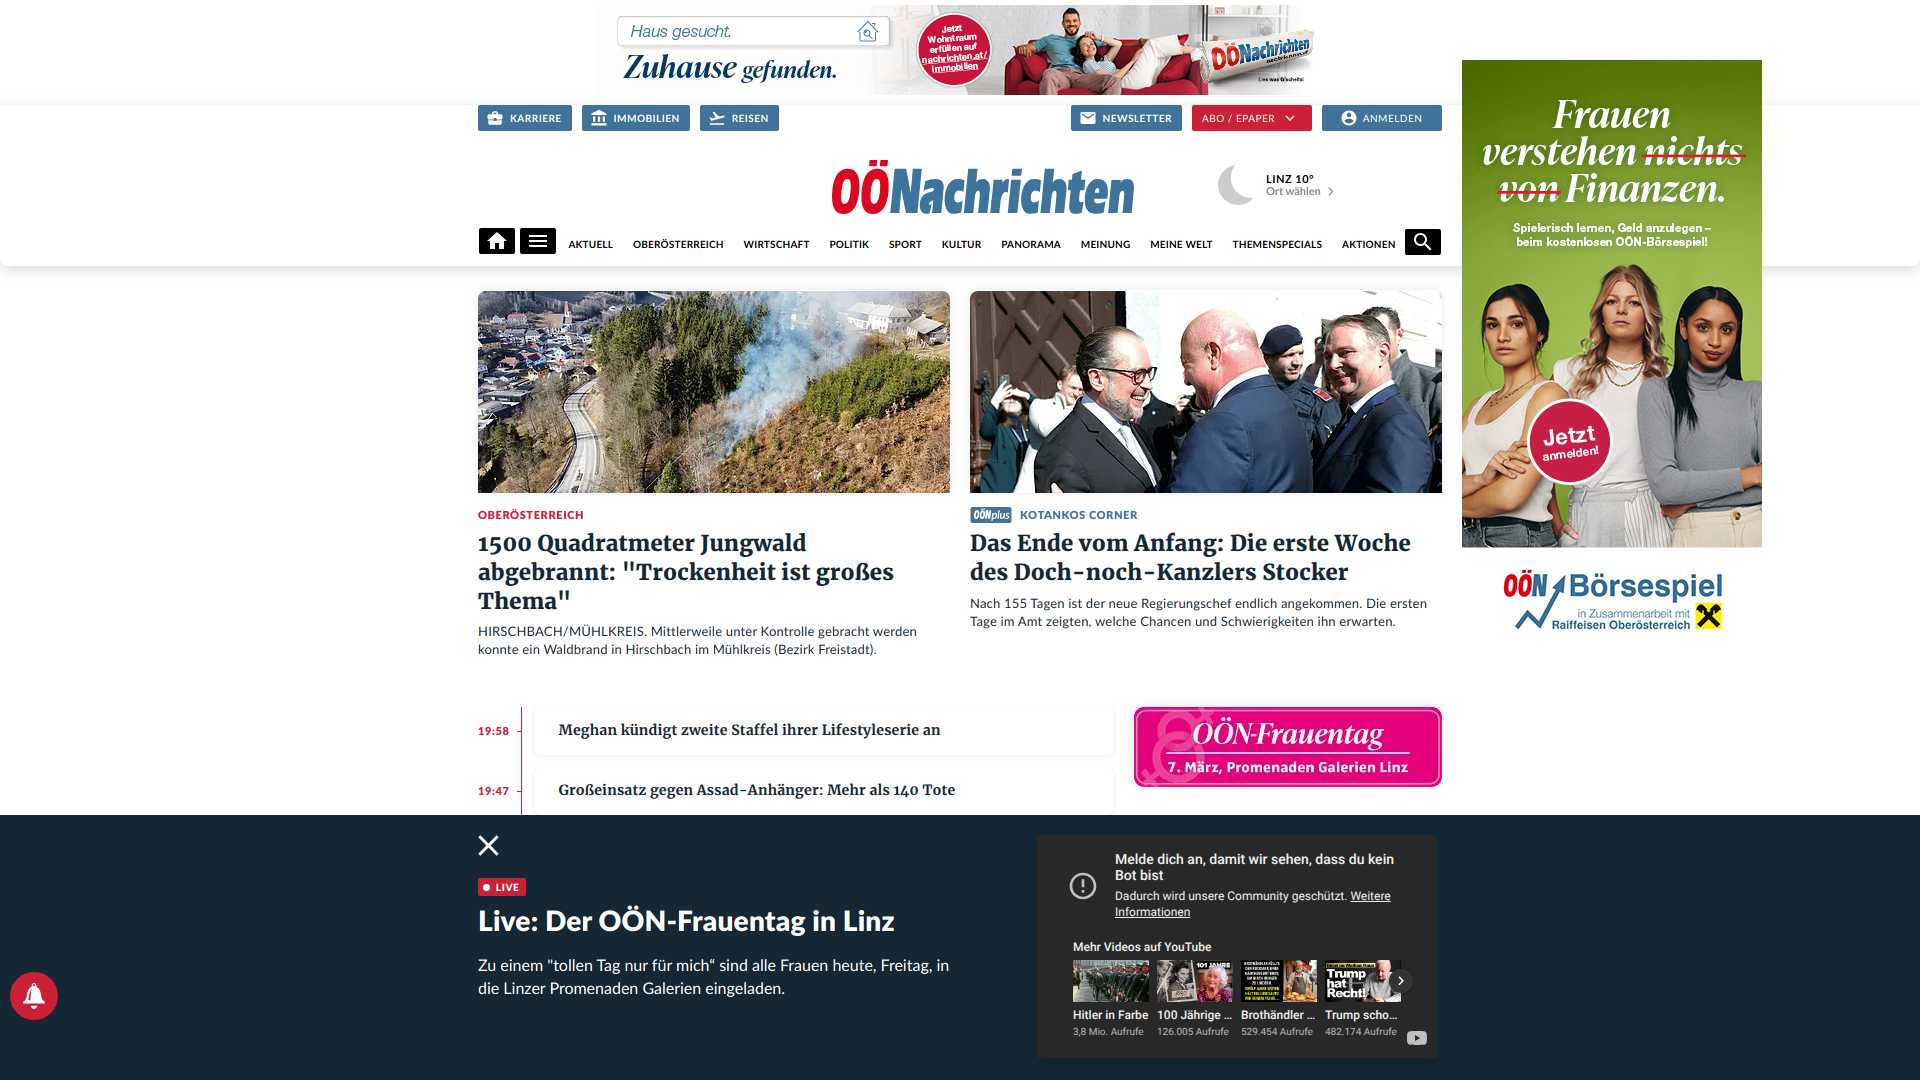 Haus gesucht.
Zuhause gefunden.
Jetzt
Wohntraum
erfüllen auf
nachrichten.at/
immobilien
OÖNachrichten
Lies was G'scheits!
KARRIERE
IMMOBILIEN
REISEN
NEWSLETTER
ABO / EPAPER
ANMELDEN
OÖNachrichten
LINZ 10°
Ort wählen
AKTUELL
OBERÖSTERREICH
WIRTSCHAFT
POLITIK
SPORT
KULTUR
PANORAMA
MEINUNG
MEINE WELT
THEMENSPECIALS
AKTIONEN
Frauen
verstehen nichts
von Finanzen.
Spielerisch lernen, Geld anzulegen –
beim kostenlosen OÖN-Börsespiel!
Jetzt
anmelden!
OÖN Börsespiel
in Zusammenarbeit mit
Raiffeisen Oberösterreich
OBERÖSTERREICH
1500 Quadratmeter Jungwald
abgebrannt: "Trockenheit ist großes
Thema"
HIRSCHBACH/MÜHLKREIS. Mittlerweile unter Kontrolle gebracht werden
konnte ein Waldbrand in Hirschbach im Mühlkreis (Bezirk Freistadt).
OÖNplus KOTANKOS CORNER
Das Ende vom Anfang: Die erste Woche
des Doch-noch-Kanzlers Stocker
Nach 155 Tagen ist der neue Regierungschef endlich angekommen. Die ersten
Tage im Amt zeigten, welche Chancen und Schwierigkeiten ihn erwarten.
19:58
Meghan kündigt zweite Staffel ihrer Lifestyleserie an
19:47
Großeinsatz gegen Assad-Anhänger: Mehr als 140 Tote
OÖN-Frauentag
7. März, Promenaden Galerien Linz
LIVE
Live: Der OÖN-Frauentag in Linz
Zu einem "tollen Tag nur für mich“ sind alle Frauen heute, Freitag, in
die Linzer Promenaden Galerien eingeladen.
Melde dich an, damit wir sehen, dass du kein
Bot bist
Dadurch wird unsere Community geschützt. Weitere
Informationen
Mehr Videos auf YouTube
101 JAHRE
Trump
hat
Recht!
Hitler in Farbe
3,8 Mio. Aufrufe
100 Jährige ...
126.005 Aufrufe
Brothändler ...
529.454 Aufrufe
Trump scho...
482.174 Aufrufe